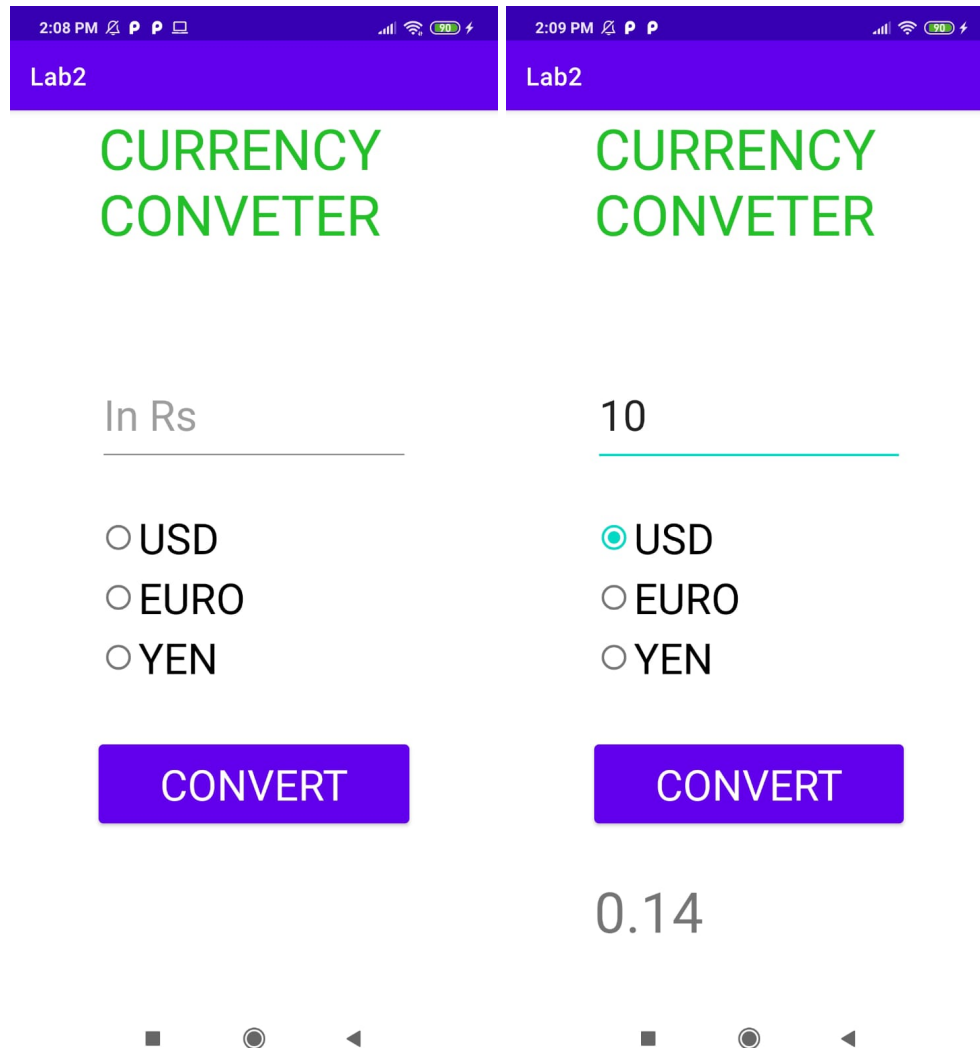 2:08 PM P P
90
Lab2
CURRENCY
CONVETER
In Rs
USD
EURO
YEN
CONVERT
2:09 PM P P
90
Lab2
CURRENCY
CONVETER
10
USD
EURO
YEN
CONVERT
0.14